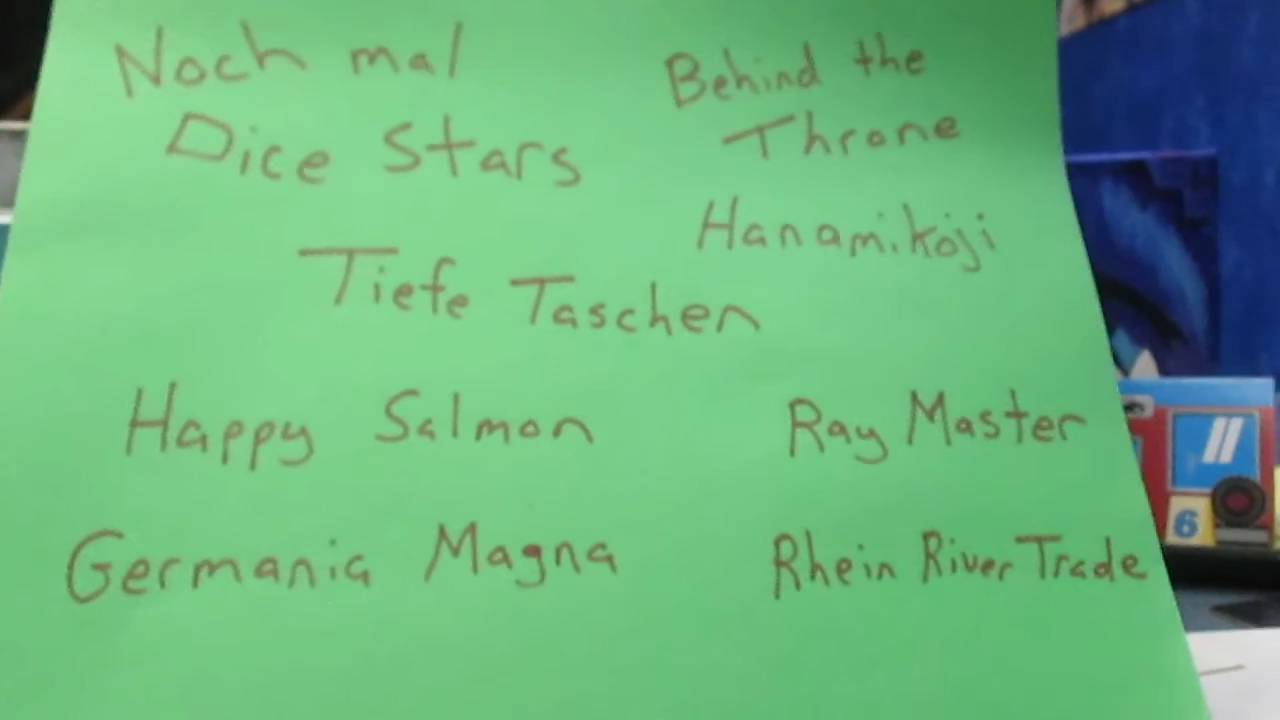 Noch mal
Dice Stars
Behind the
Throne
Hanamikoji
Tiefe Taschen
Happy Salmon
Ray Master
Germania Magna
Rhein River Trade
6